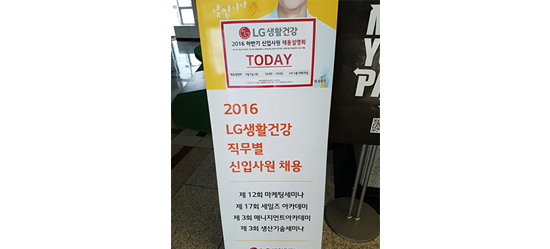 LG생활건강
2016 하반기 신입사원 채용설명회
TODAY
2016
LG생활건강
직무별
신입사원 채용
제 12회 마케팅세미나
제 17회 세일즈 아카데미
제 3회 매니지먼트아카데미
제 3회 생산기술세미나